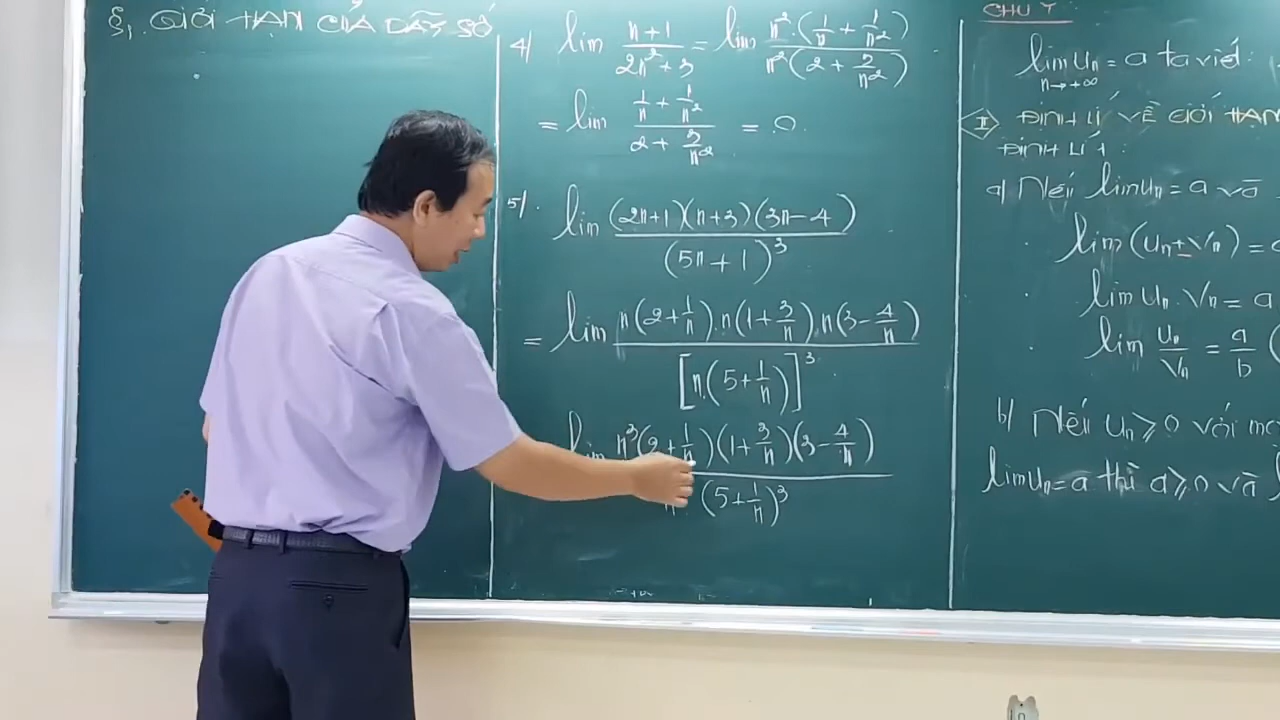 §1. GIỚI HẠN CỦA DÃY SỐ
4) lim (n+1)/(2n²+3) = lim (n².(1/n + 1/n²))/(n²(2 + 3/n²))
= lim (1/n + 1/n²)/(2 + 3/n²) = 0.
5). lim ((2n+1)(n+3)(3n-4))/(5n+1)³
= lim (n(2+1/n).n(1+3/n).n(3-4/n))/[n.(5+1/n)]³
lim (n³(2+1/n)(1+3/n)(3-4/n))/((5+1/n)³)
CHÚ Ý
lim uₙ = a ta viết:
n→+∞
II ĐỊNH LÍ VỀ GIỚI HẠN
ĐỊNH LÍ 1:
a) Nếu lim uₙ = a và
lim (uₙ ± vₙ) =
lim uₙ.vₙ = a
lim uₙ/vₙ = a/b (
b) Nếu uₙ ≥ 0 với
lim uₙ = a thì a ≥ 0 và